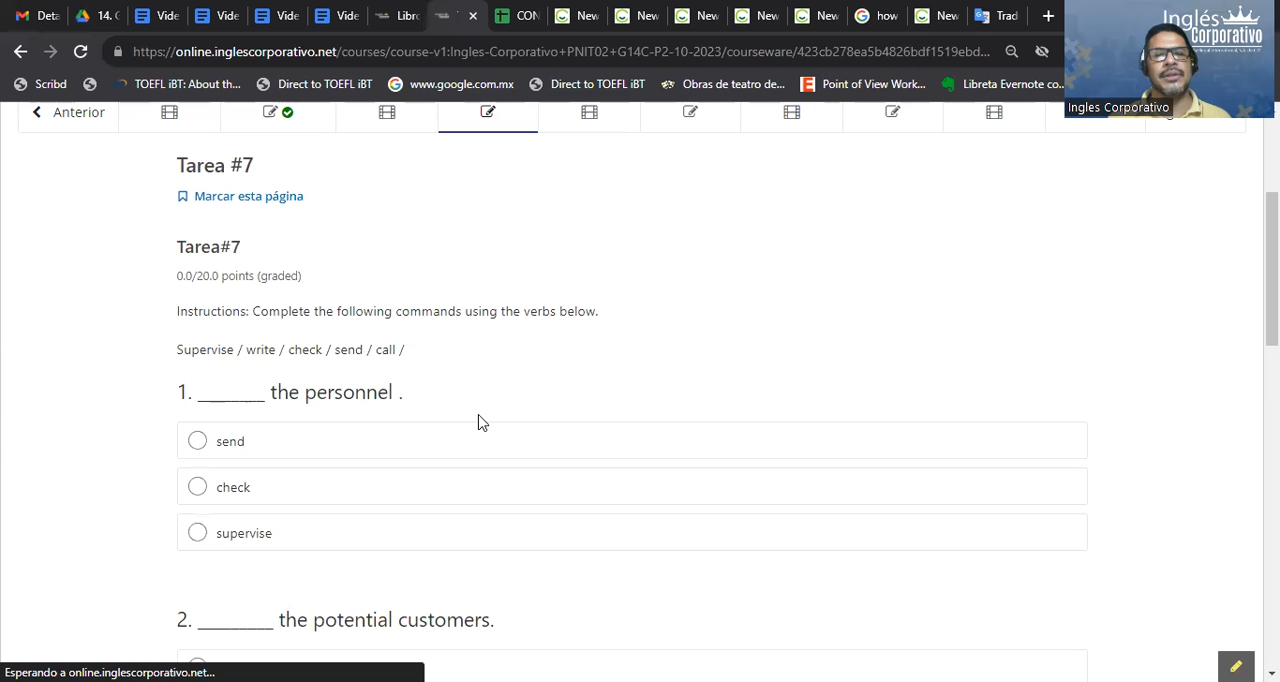 Deta
14. C
Vide
Vide
Vide
Vide
Libro
CON
New
New
New
New
New
how
New
Trad
https://online.inglescorporativo.net/courses/course-v1:Ingles-Corporativo+PNIT02+G14C-P2-10-2023/courseware/423cb278ea5b4826bdf1519ebd...
Scribd
TOEFL iBT: About th...
Direct to TOEFL iBT
www.google.com.mx
Direct to TOEFL iBT
Obras de teatro de...
Point of View Work...
Libreta Evernote co...
Inglés
Corporativo
Ingles Corporativo
Anterior
Tarea #7
Marcar esta página
Tarea#7
0.0/20.0 points (graded)
Instructions: Complete the following commands using the verbs below.
Supervise / write / check / send / call /
1. _______ the personnel .
send
check
supervise
2. ________ the potential customers.
Esperando a online.inglescorporativo.net...